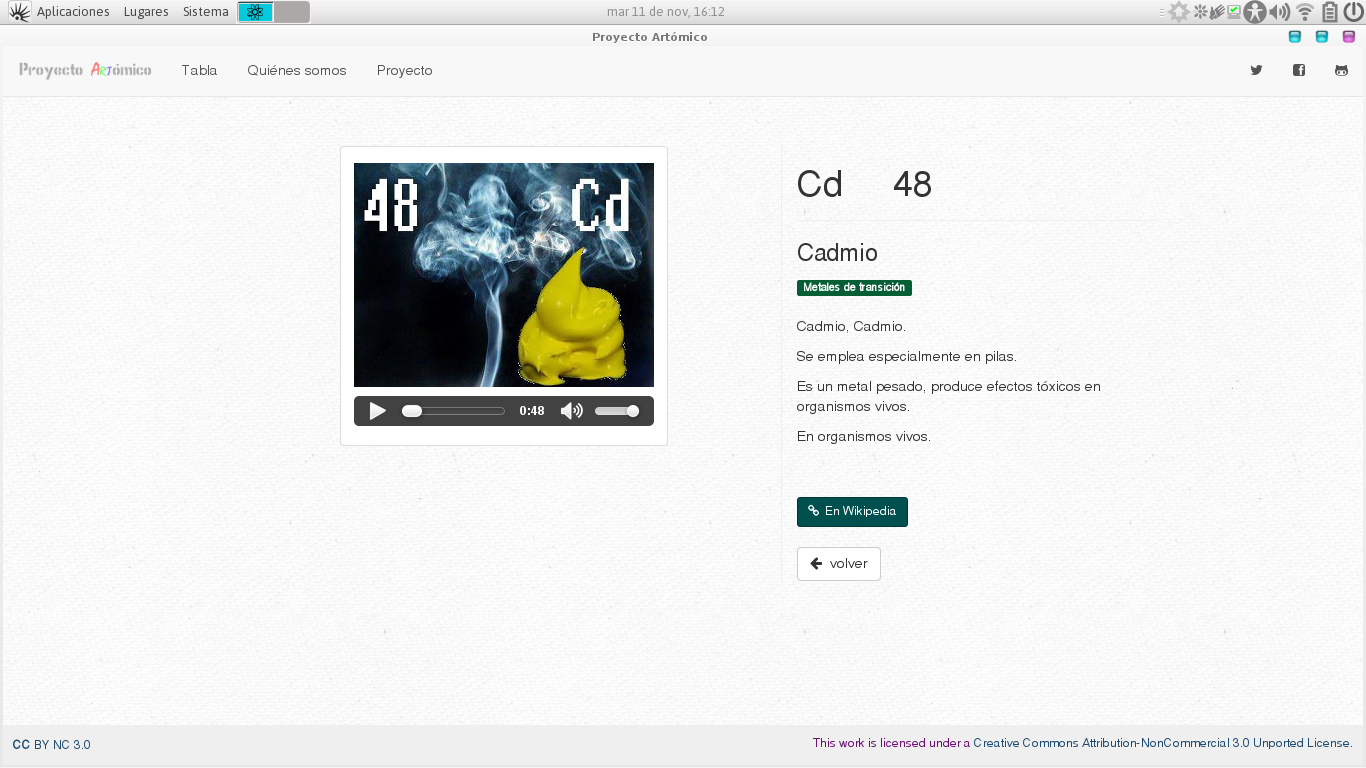 Aplicaciones Lugares Sistema mar 11 de nov, 16:12
Proyecto Artómico
Proyecto ARTómico Tabla Quiénes somos Proyecto
48 Cd
0:48
Cd 48
Cadmio
Metales de transición
Cadmio, Cadmio.
Se emplea especialmente en pilas.
Es un metal pesado, produce efectos tóxicos en
organismos vivos.
En organismos vivos.
En Wikipedia
volver
CC BY NC 3.0 This work is licensed under a Creative Commons Attribution-NonCommercial 3.0 Unported License.